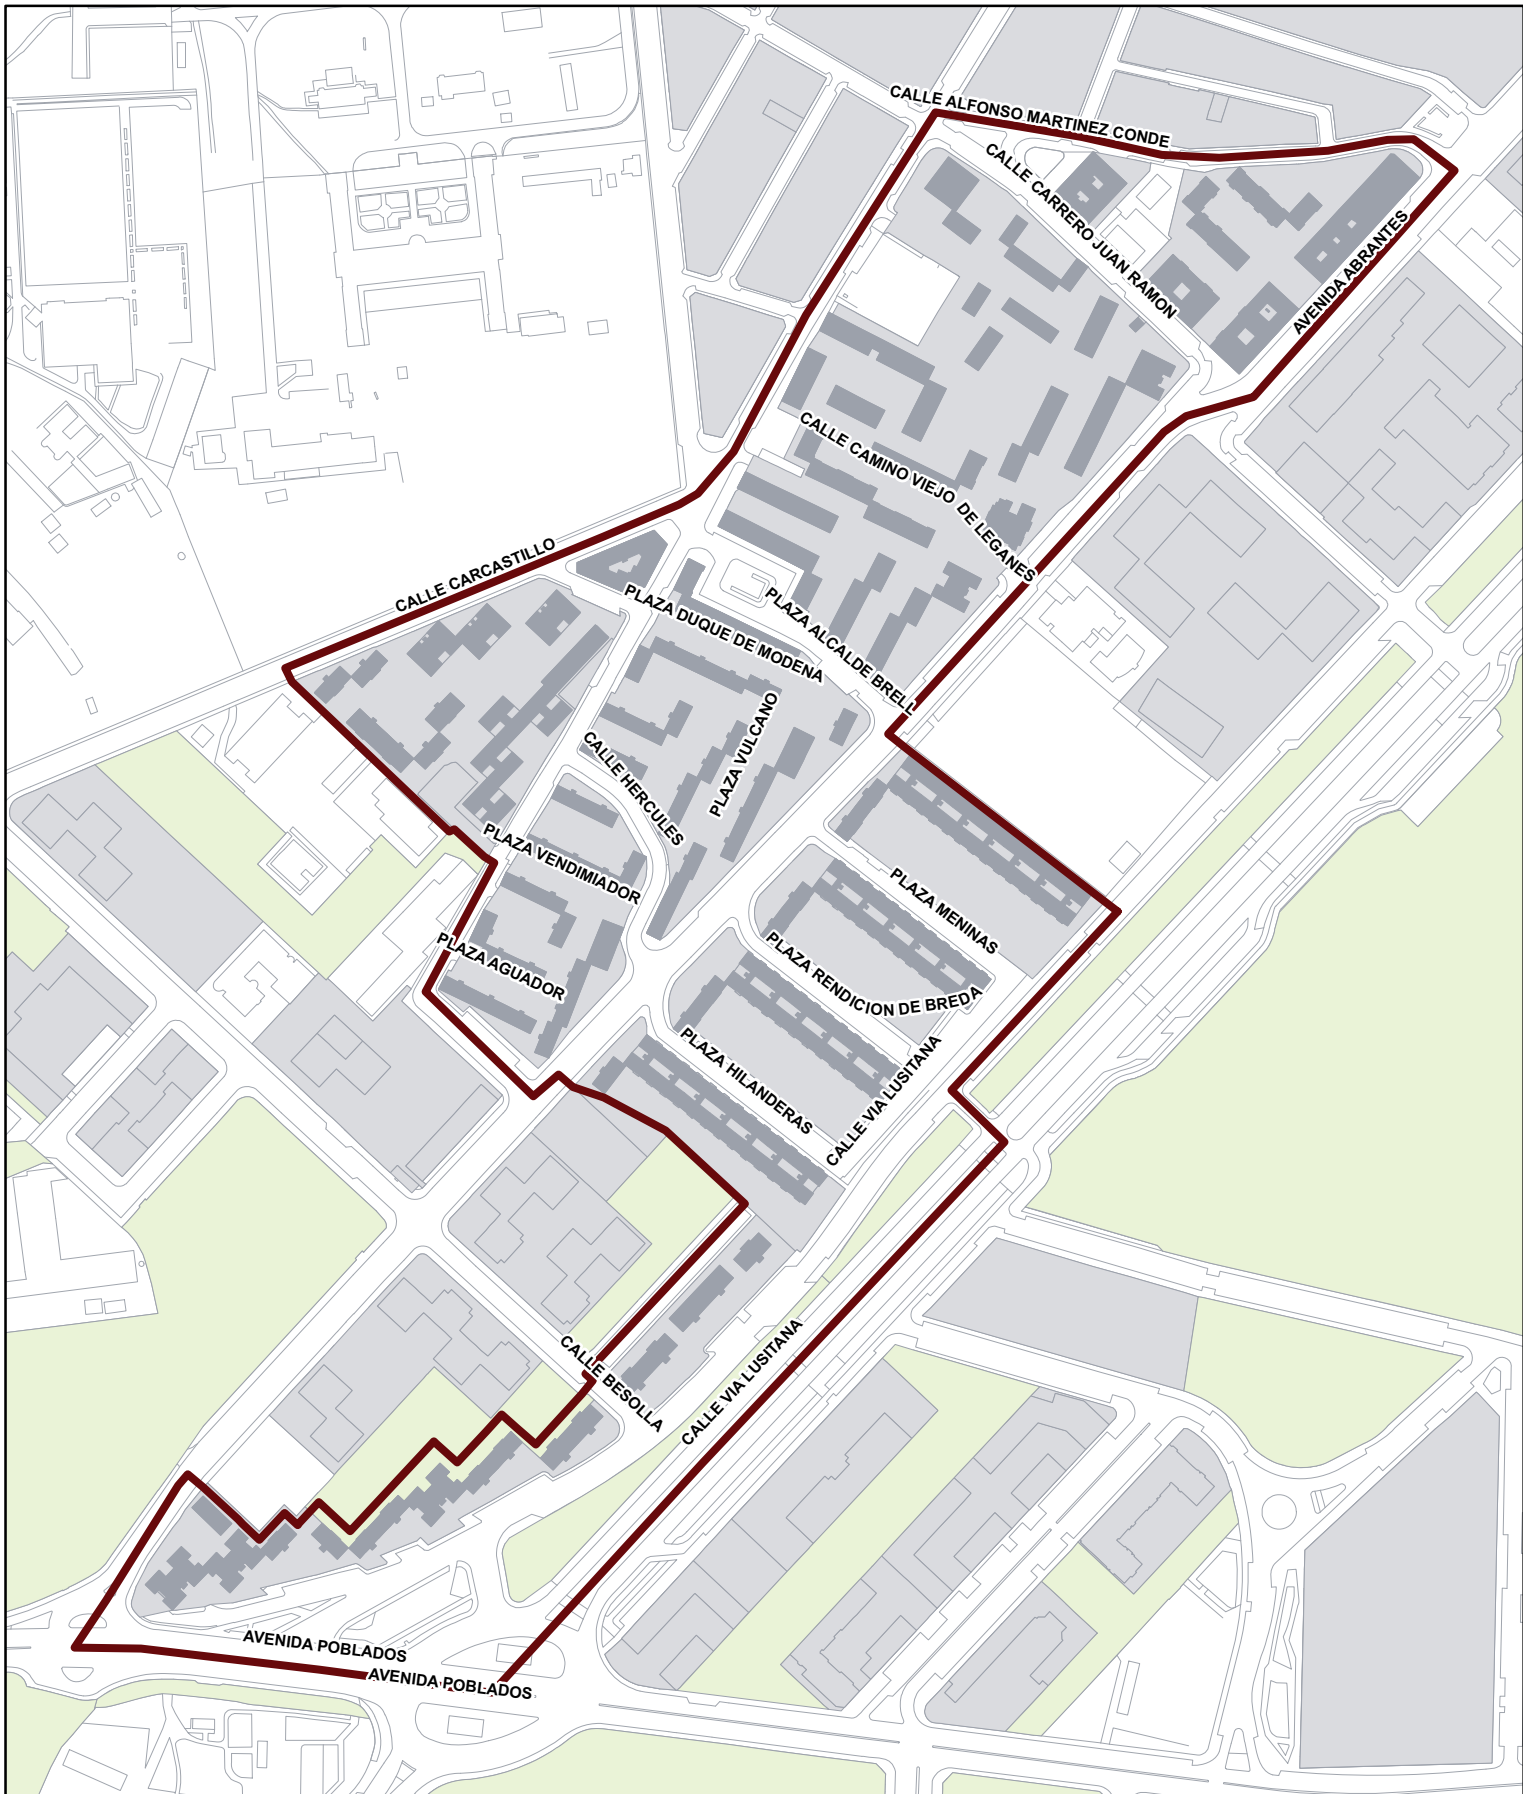 CALLE ALFONSO MARTINEZ CONDE
CALLE CARRERO JUAN RAMON
AVENIDA ABRANTES
CALLE CAMINO VIEJO DE LEGANES
CALLE CARCASTILLO
PLAZA DUQUE DE MODENA
PLAZA ALCALDE BRELL
PLAZA VULCANO
CALLE HERCULES
PLAZA VENDIMIADOR
PLAZA MENINAS
PLAZA AGUADOR
PLAZA RENDICION DE BREDA
PLAZA HILANDERAS
CALLE VIA LUSITANA
CALLE BESOLLA
CALLE VIA LUSITANA
AVENIDA POBLADOS
AVENIDA POBLADOS